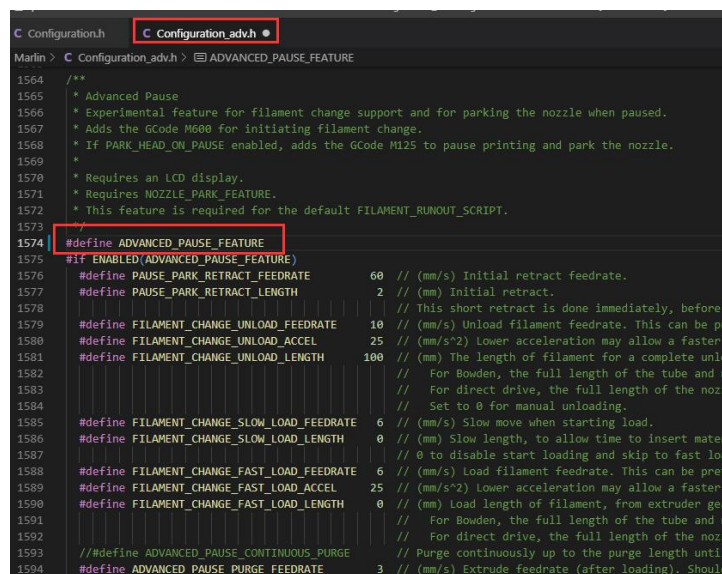 C Configuration.h C Configuration_adv.h ●
Marlin > C Configuration_adv.h > ADVANCED_PAUSE_FEATURE
1564 /**
1565 * Advanced Pause
1566 * Experimental feature for filament change support and for parking the nozzle when paused.
1567 * Adds the GCode M600 for initiating filament change.
1568 * If PARK_HEAD_ON_PAUSE enabled, adds the GCode M125 to pause printing and park the nozzle.
1569 *
1570 * Requires an LCD display.
1571 * Requires NOZZLE_PARK_FEATURE.
1572 * This feature is required for the default FILAMENT_RUNOUT_SCRIPT.
1573 */
1574 #define ADVANCED_PAUSE_FEATURE
1575 #if ENABLED(ADVANCED_PAUSE_FEATURE)
1576 #define PAUSE_PARK_RETRACT_FEEDRATE 60 // (mm/s) Initial retract feedrate.
1577 #define PAUSE_PARK_RETRACT_LENGTH 2 // (mm) Initial retract.
1578 // This short retract is done immediately, before
1579 #define FILAMENT_CHANGE_UNLOAD_FEEDRATE 10 // (mm/s) Unload filament feedrate. This can be
1580 #define FILAMENT_CHANGE_UNLOAD_ACCEL 25 // (mm/s^2) Lower acceleration may allow a faster
1581 #define FILAMENT_CHANGE_UNLOAD_LENGTH 100 // (mm) The length of filament for a complete
1582 // For Bowden, the full length of the tube and
1583 // For direct drive, the full length of the
1584 // Set to 0 for manual unloading.
1585 #define FILAMENT_CHANGE_SLOW_LOAD_FEEDRATE 6 // (mm/s) Slow move when starting load.
1586 #define FILAMENT_CHANGE_SLOW_LOAD_LENGTH 0 // (mm) Slow length, to allow time to insert
1587 // 0 to disable start loading and skip to fast
1588 #define FILAMENT_CHANGE_FAST_LOAD_FEEDRATE 6 // (mm/s) Load filament feedrate. This can be
1589 #define FILAMENT_CHANGE_FAST_LOAD_ACCEL 25 // (mm/s^2) Lower acceleration may allow a faster
1590 #define FILAMENT_CHANGE_FAST_LOAD_LENGTH 0 // (mm) Load length of filament, from extruder
1591 // For Bowden, the full length of the tube and
1592 // For direct drive, the full length of the
1593 //#define ADVANCED_PAUSE_CONTINUOUS_PURGE // Purge continuously up to the purge length
1594 #define ADVANCED_PAUSE_PURGE_FEEDRATE 3 // (mm/s) Extrude feedrate (after loading).